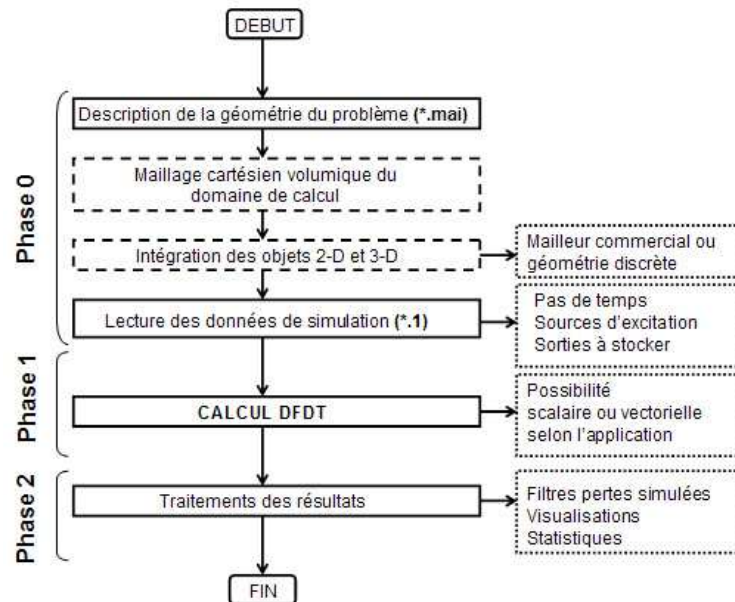 DEBUT
Phase 0
Description de la géométrie du problème (*.mai)
Maillage cartésien volumique du
domaine de calcul
Intégration des objets 2-D et 3-D
Mailleur commercial ou
géométrie discrète
Lecture des données de simulation (*.1)
Pas de temps
Sources d'excitation
Sorties à stocker
Phase 1
CALCUL DFDT
Possibilité
scalaire ou vectorielle
selon l'application
Phase 2
Traitements des résultats
Filtres pertes simulées
Visualisations
Statistiques
FIN